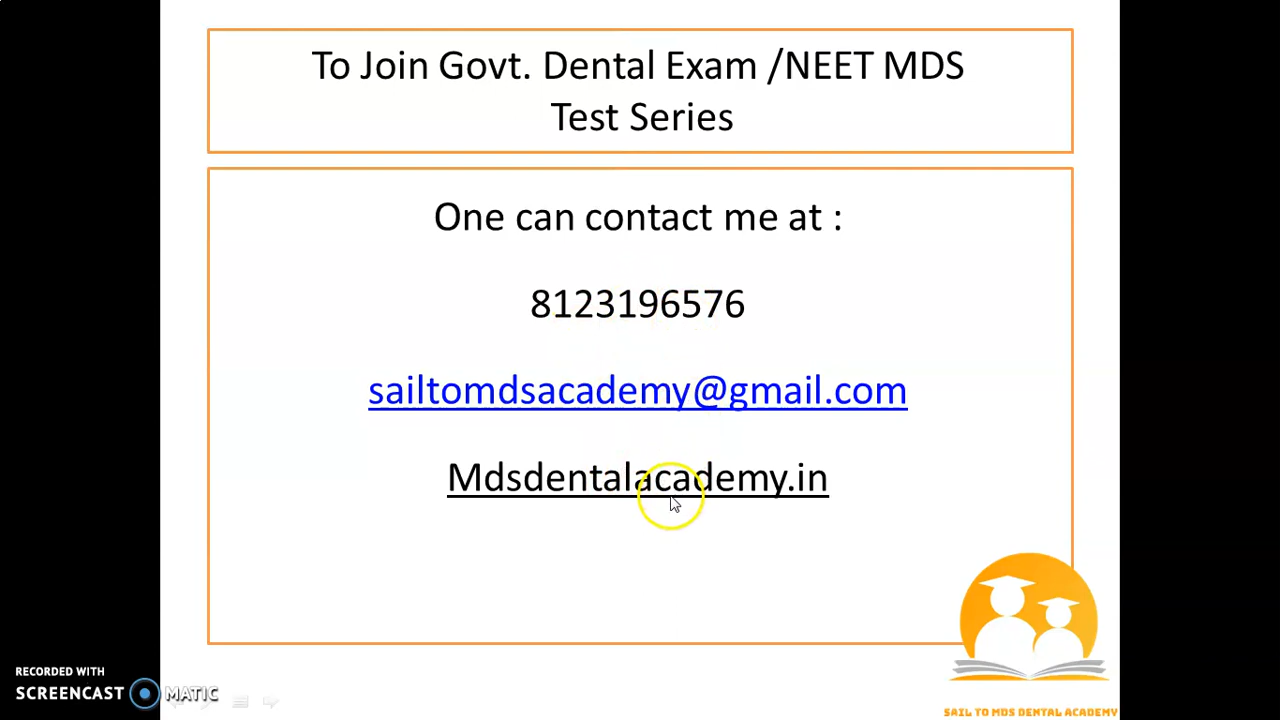 To Join Govt. Dental Exam /NEET MDS
Test Series
One can contact me at :
8123196576
sailtomdsacademy@gmail.com
Mdsdentalacademy.in
RECORDED WITH
SCREENCAST MATIC
SAIL TO MDS DENTAL ACADEMY